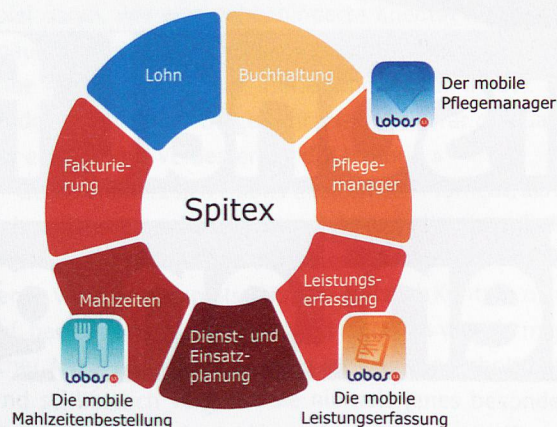 Lohn
Buchhaltung
Lobos
Der mobile
Pflegemanager
Fakturie-
rung
Pflege-
manager
Spitex
Mahlzeiten
Leistungs-
erfassung
Dienst- und
Einsatz-
planung
Lobos
Die mobile
Mahlzeitenbestellung
Lobos
Die mobile
Leistungserfassung